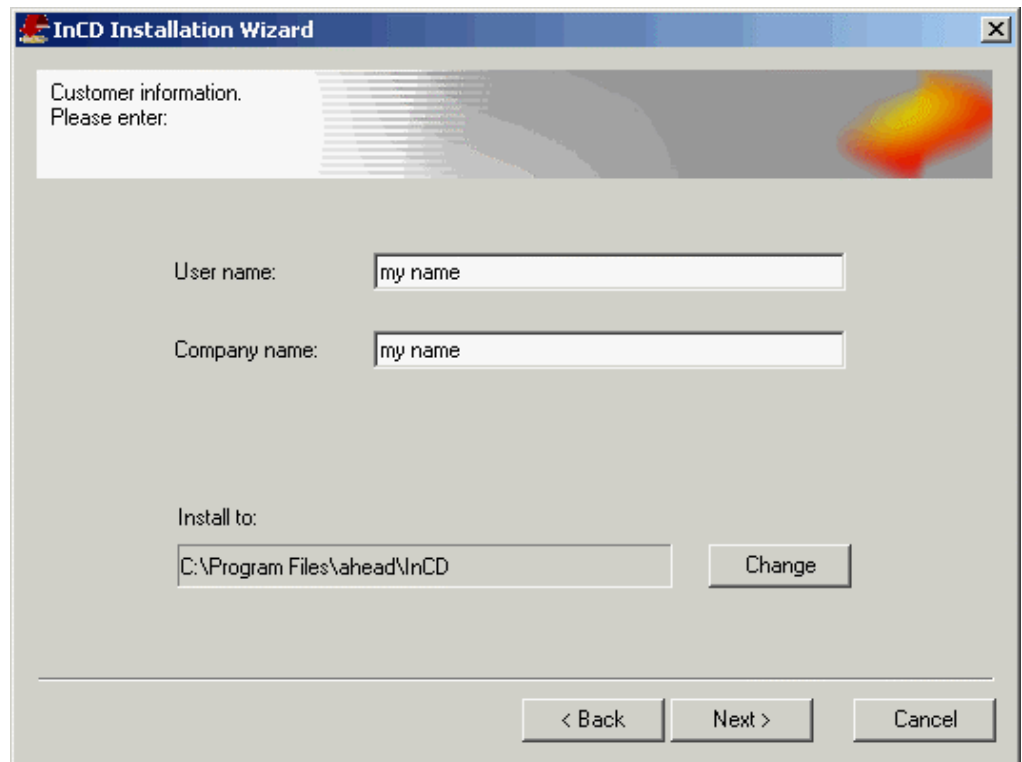 InCD Installation Wizard
Customer information.
Please enter:
User name:
my name
Company name:
my name
Install to:
C:\Program Files\ahead\InCD
Change
< Back
Next >
Cancel